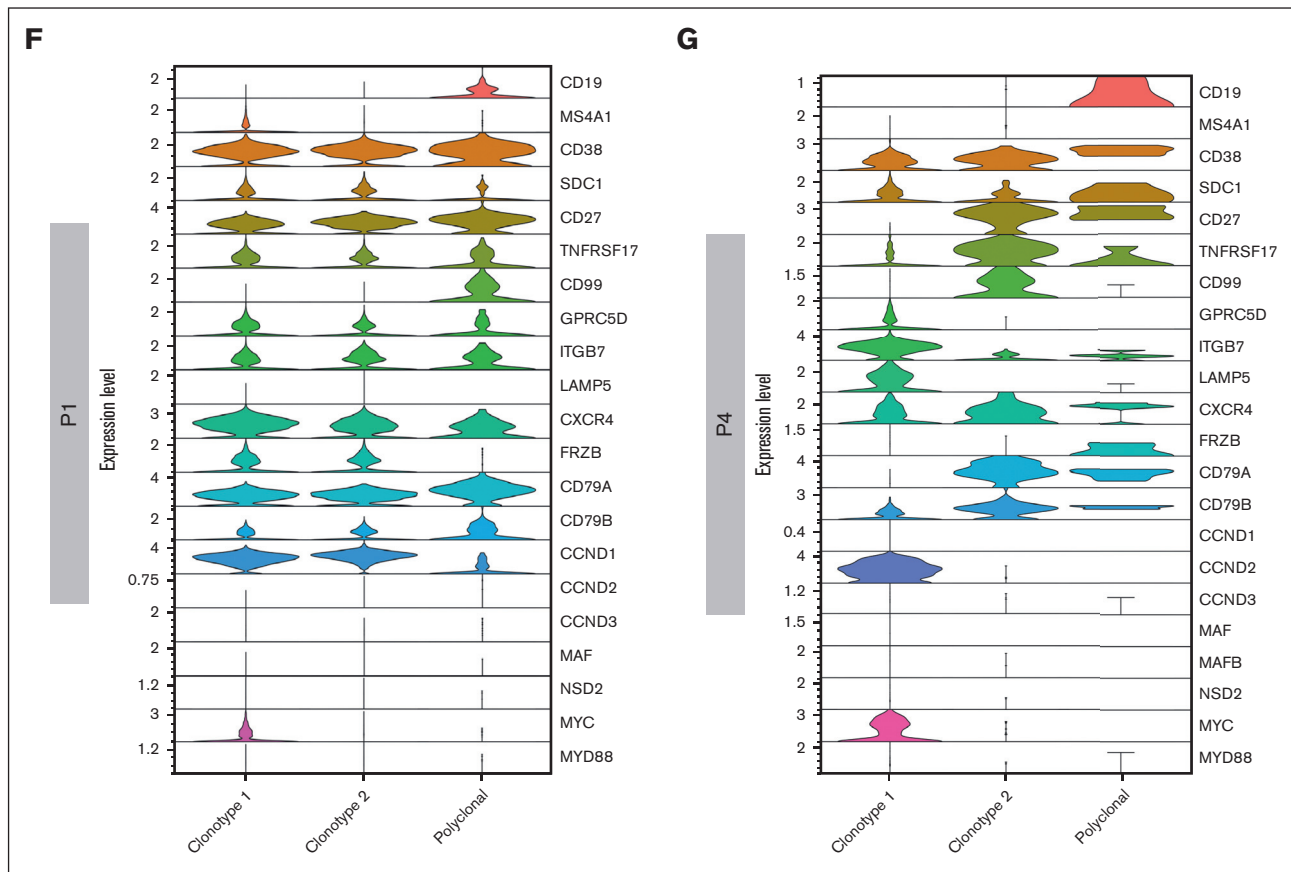 F
P1
Expression level
2 CD19
2 MS4A1
2 CD38
2 SDC1
4 CD27
2 TNFRSF17
2 CD99
2 GPRC5D
2 ITGB7
2 LAMP5
3 CXCR4
2 FRZB
4 CD79A
2 CD79B
4 CCND1
0.75 CCND2
2 CCND3
2 MAF
1.2 NSD2
3 MYC
1.2 MYD88
Clonotype 1
Clonotype 2
Polyclonal
G
P4
Expression level
1 CD19
2 MS4A1
3 CD38
2 SDC1
3 CD27
2 TNFRSF17
1.5 CD99
2 GPRC5D
4 ITGB7
2 LAMP5
2 CXCR4
1.5 FRZB
4 CD79A
3 CD79B
0.4 CCND1
4 CCND2
1.2 CCND3
1.5 MAF
2 MAFB
2 NSD2
3 MYC
2 MYD88
Clonotype 1
Clonotype 2
Polyclonal